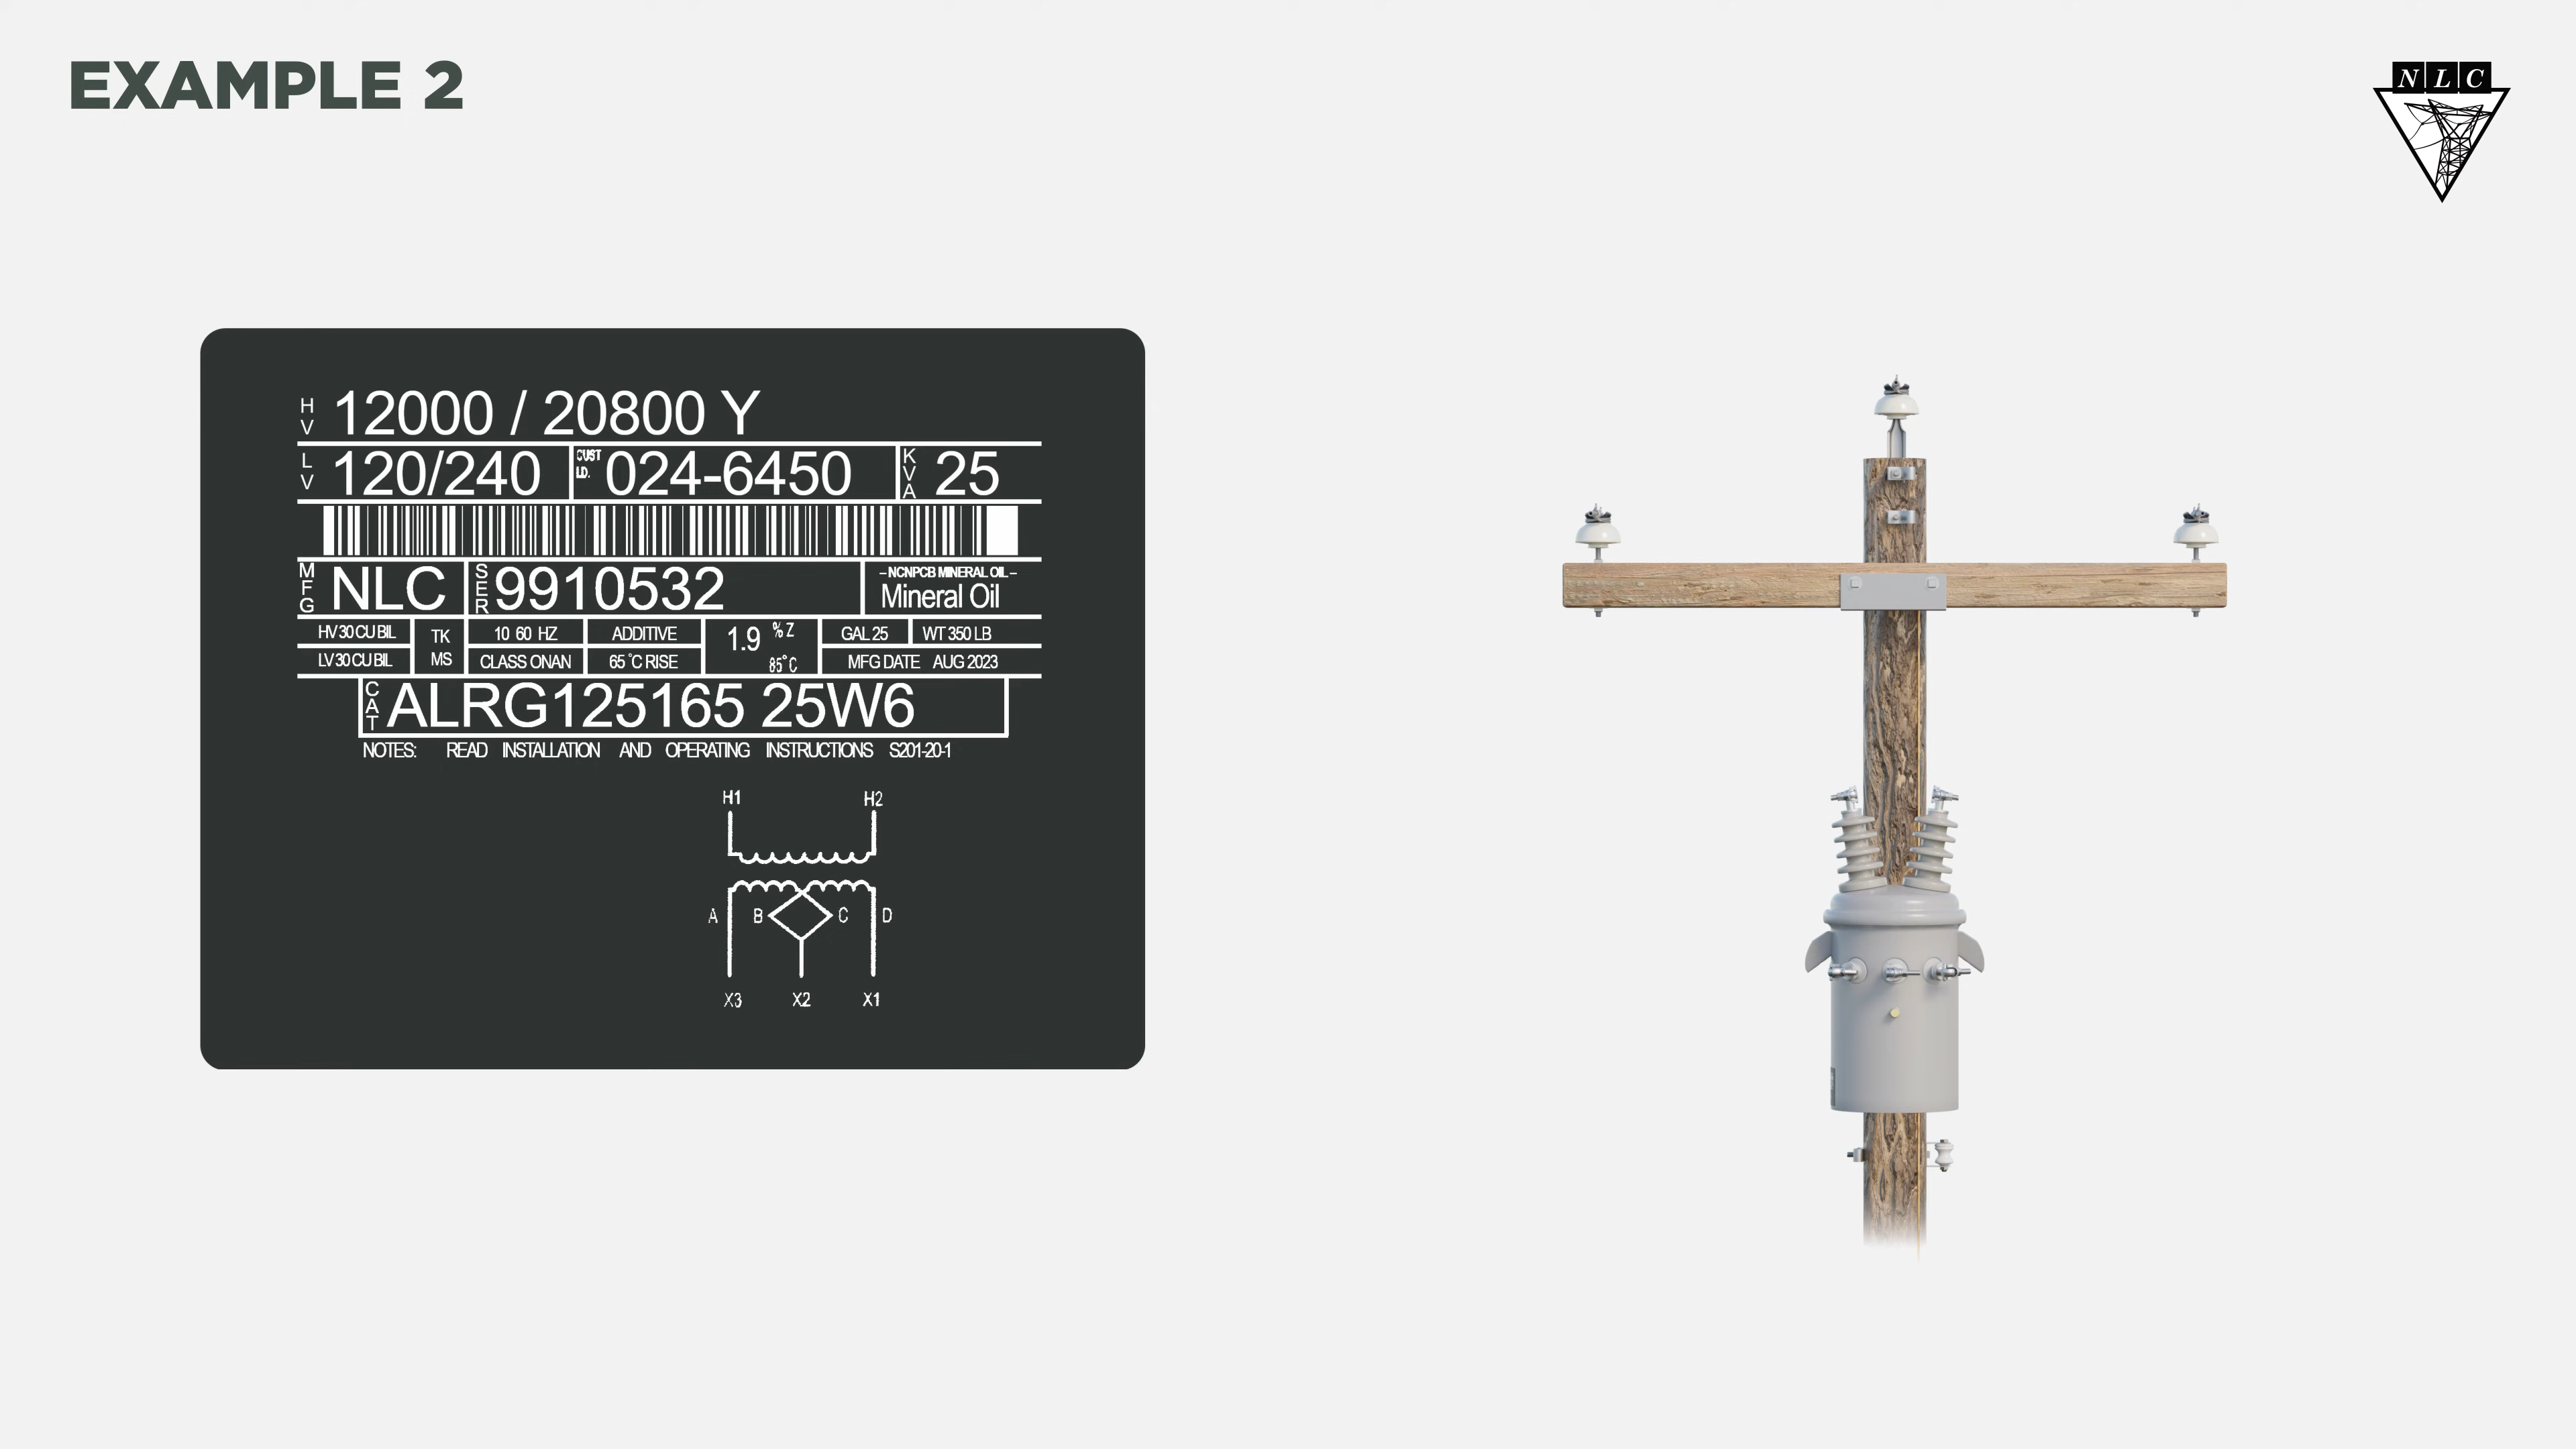 EXAMPLE 2
NLC
HV 12000 / 20800 Y
LV 120/240 CUST I.D. 024-6450 KVA 25
MFG NLC SER 9910532 – NCNPCB MINERAL OIL –
Mineral Oil
HV 30 CU BIL TK 10 60 HZ ADDITIVE 1.9 % Z GAL 25 WT 350 LB
LV 30 CU BIL MS CLASS ONAN 65 °C RISE 85°C MFG DATE AUG 2023
CAT ALRG125165 25W6
NOTES: READ INSTALLATION AND OPERATING INSTRUCTIONS S201-20-1
H1 H2
A B C D
X3 X2 X1